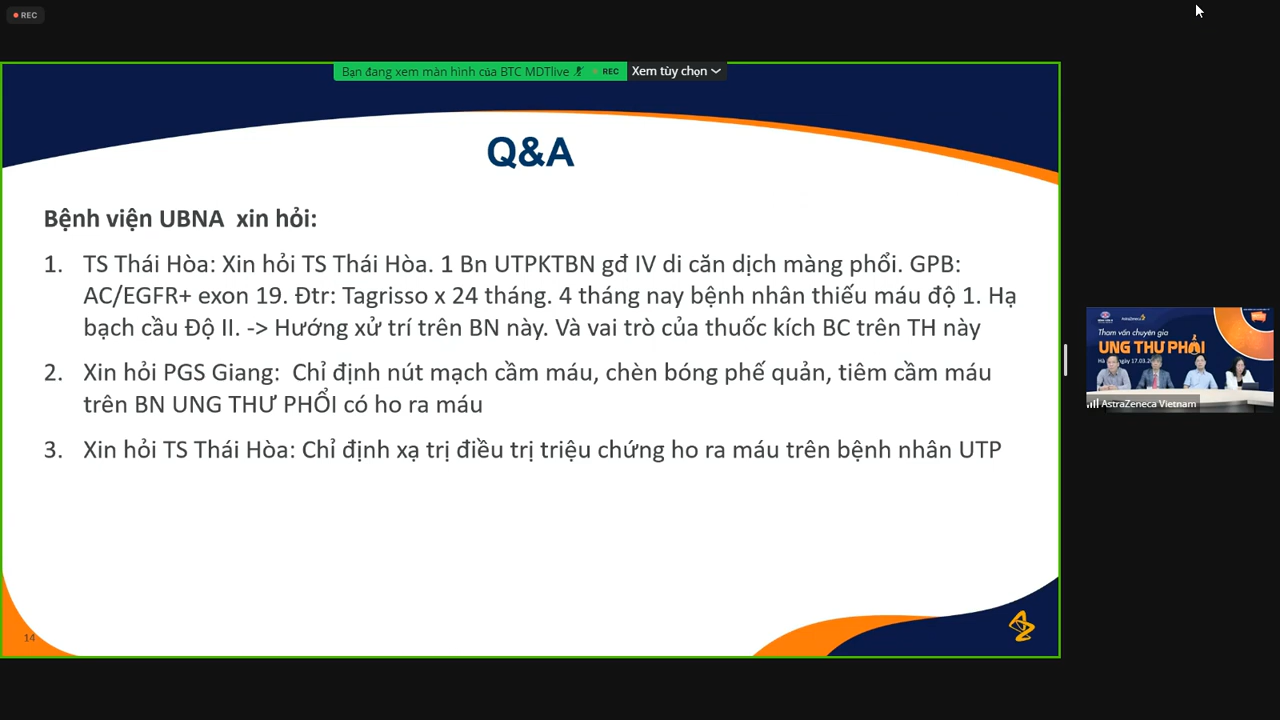 REC
Bạn đang xem màn hình của BTC MDTlive REC Xem tùy chọn
Q&A
Bệnh viện UBNA xin hỏi:
1. TS Thái Hòa: Xin hỏi TS Thái Hòa. 1 Bn UTPKTBN gđ IV di căn dịch màng phổi. GPB:
AC/EGFR+ exon 19. Đtr: Tagrisso x 24 tháng. 4 tháng nay bệnh nhân thiếu máu độ 1. Hạ
bạch cầu Độ II. -> Hướng xử trí trên BN này. Và vai trò của thuốc kích BC trên TH này
2. Xin hỏi PGS Giang: Chỉ định nút mạch cầm máu, chèn bóng phế quản, tiêm cầm máu
trên BN UNG THƯ PHỔI có ho ra máu
3. Xin hỏi TS Thái Hòa: Chỉ định xạ trị điều trị triệu chứng ho ra máu trên bệnh nhân UTP
14
AstraZeneca
Tham vấn chuyên gia
UNG THƯ PHỔI
AstraZeneca Vietnam